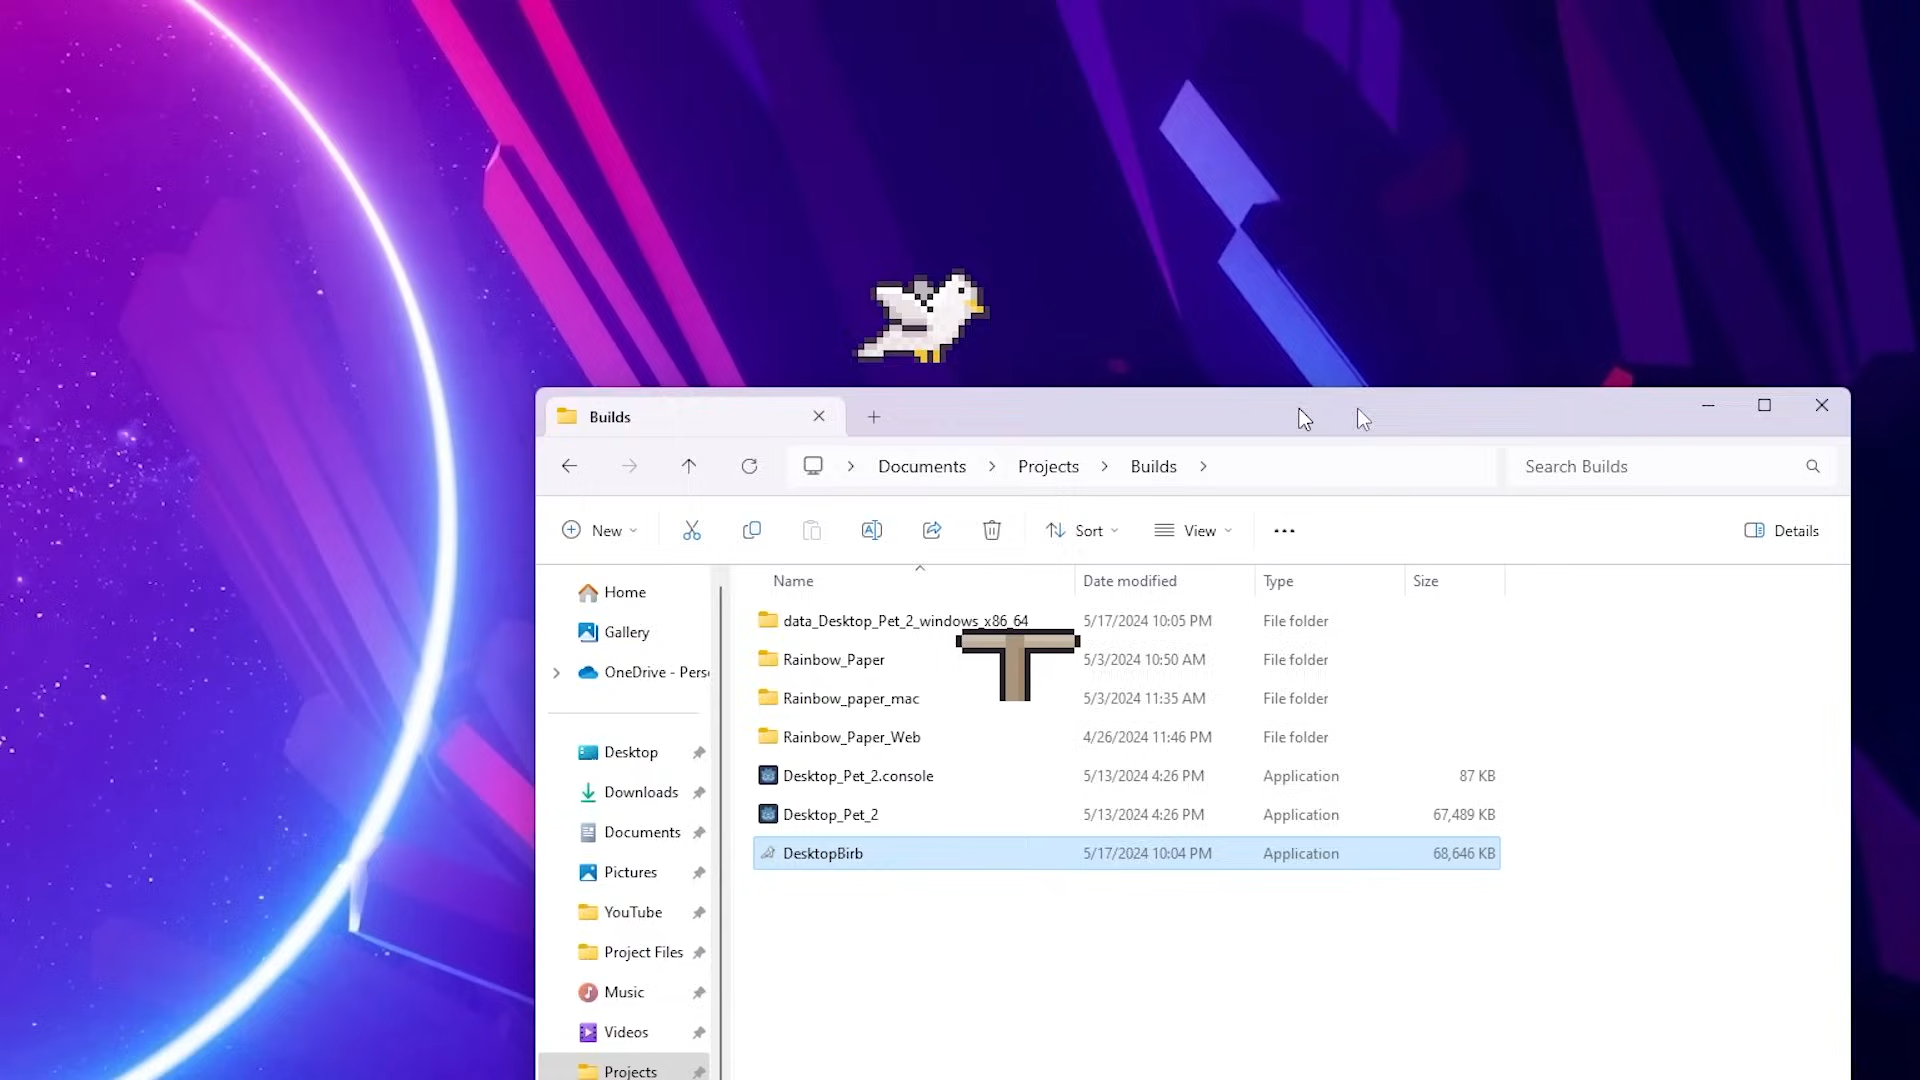 Builds
Documents > Projects > Builds >
Search Builds
New
Sort
View
Details
Name Date modified Type Size
Home
Gallery
OneDrive - Pers
Desktop
Downloads
Documents
Pictures
YouTube
Project Files
Music
Videos
Projects
data_Desktop_Pet_2_windows_x86_64 5/17/2024 10:05 PM File folder
Rainbow_Paper 5/3/2024 10:50 AM File folder
Rainbow_paper_mac 5/3/2024 11:35 AM File folder
Rainbow_Paper_Web 4/26/2024 11:46 PM File folder
Desktop_Pet_2.console 5/13/2024 4:26 PM Application 87 KB
Desktop_Pet_2 5/13/2024 4:26 PM Application 67,489 KB
DesktopBirb 5/17/2024 10:04 PM Application 68,646 KB